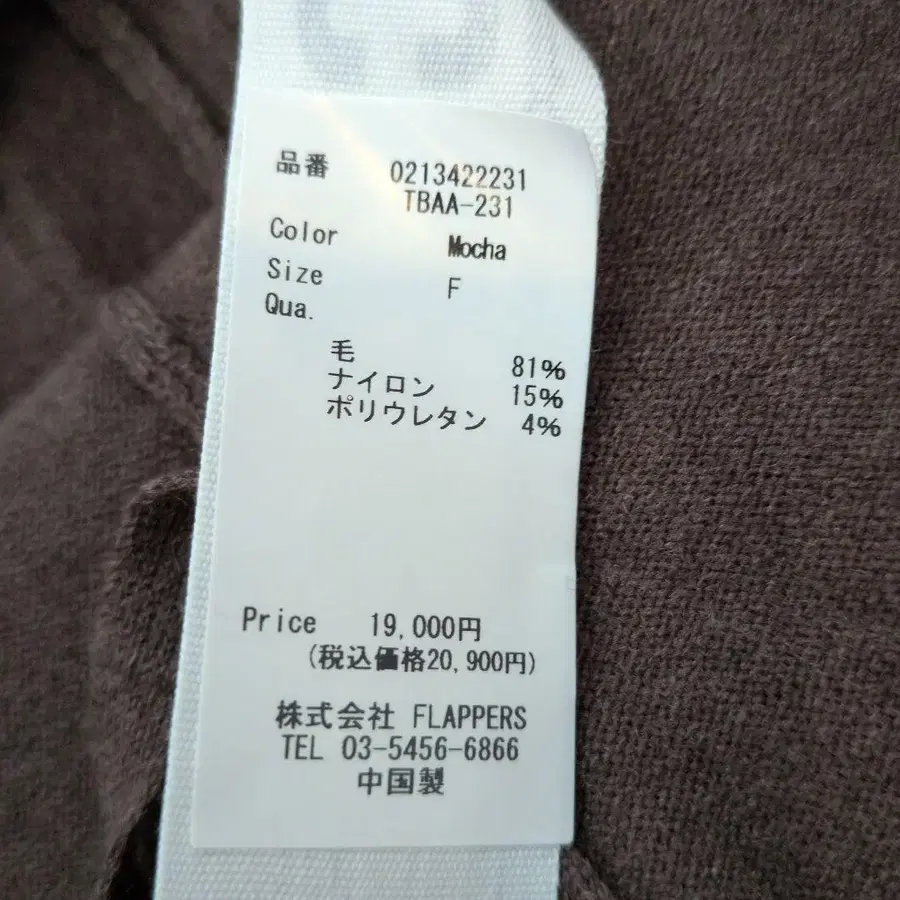 品番 0213422231
TBAA-231
Color Mocha
Size F
Qua.
毛 81%
ナイロン 15%
ポリウレタン 4%
Price 19,000円
(税込価格20,900円)
株式会社 FLAPPERS
TEL 03-5456-6866
中国製